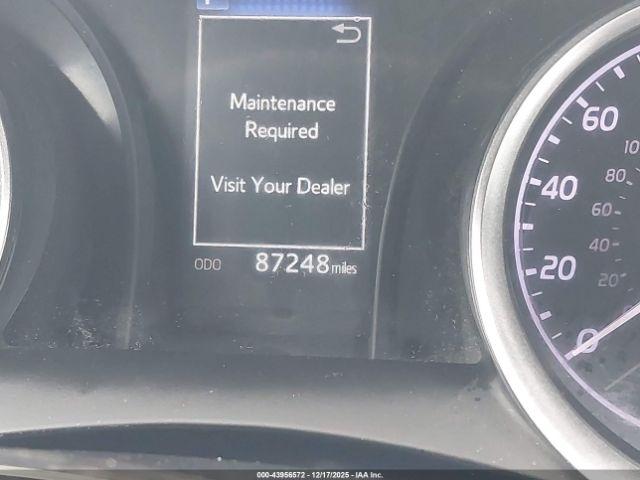 Maintenance
Required
Visit Your Dealer
ODO 87248 miles
60
40
20
0
80
60
40
20
000-43956572 - 12/17/2025 - IAA Inc.